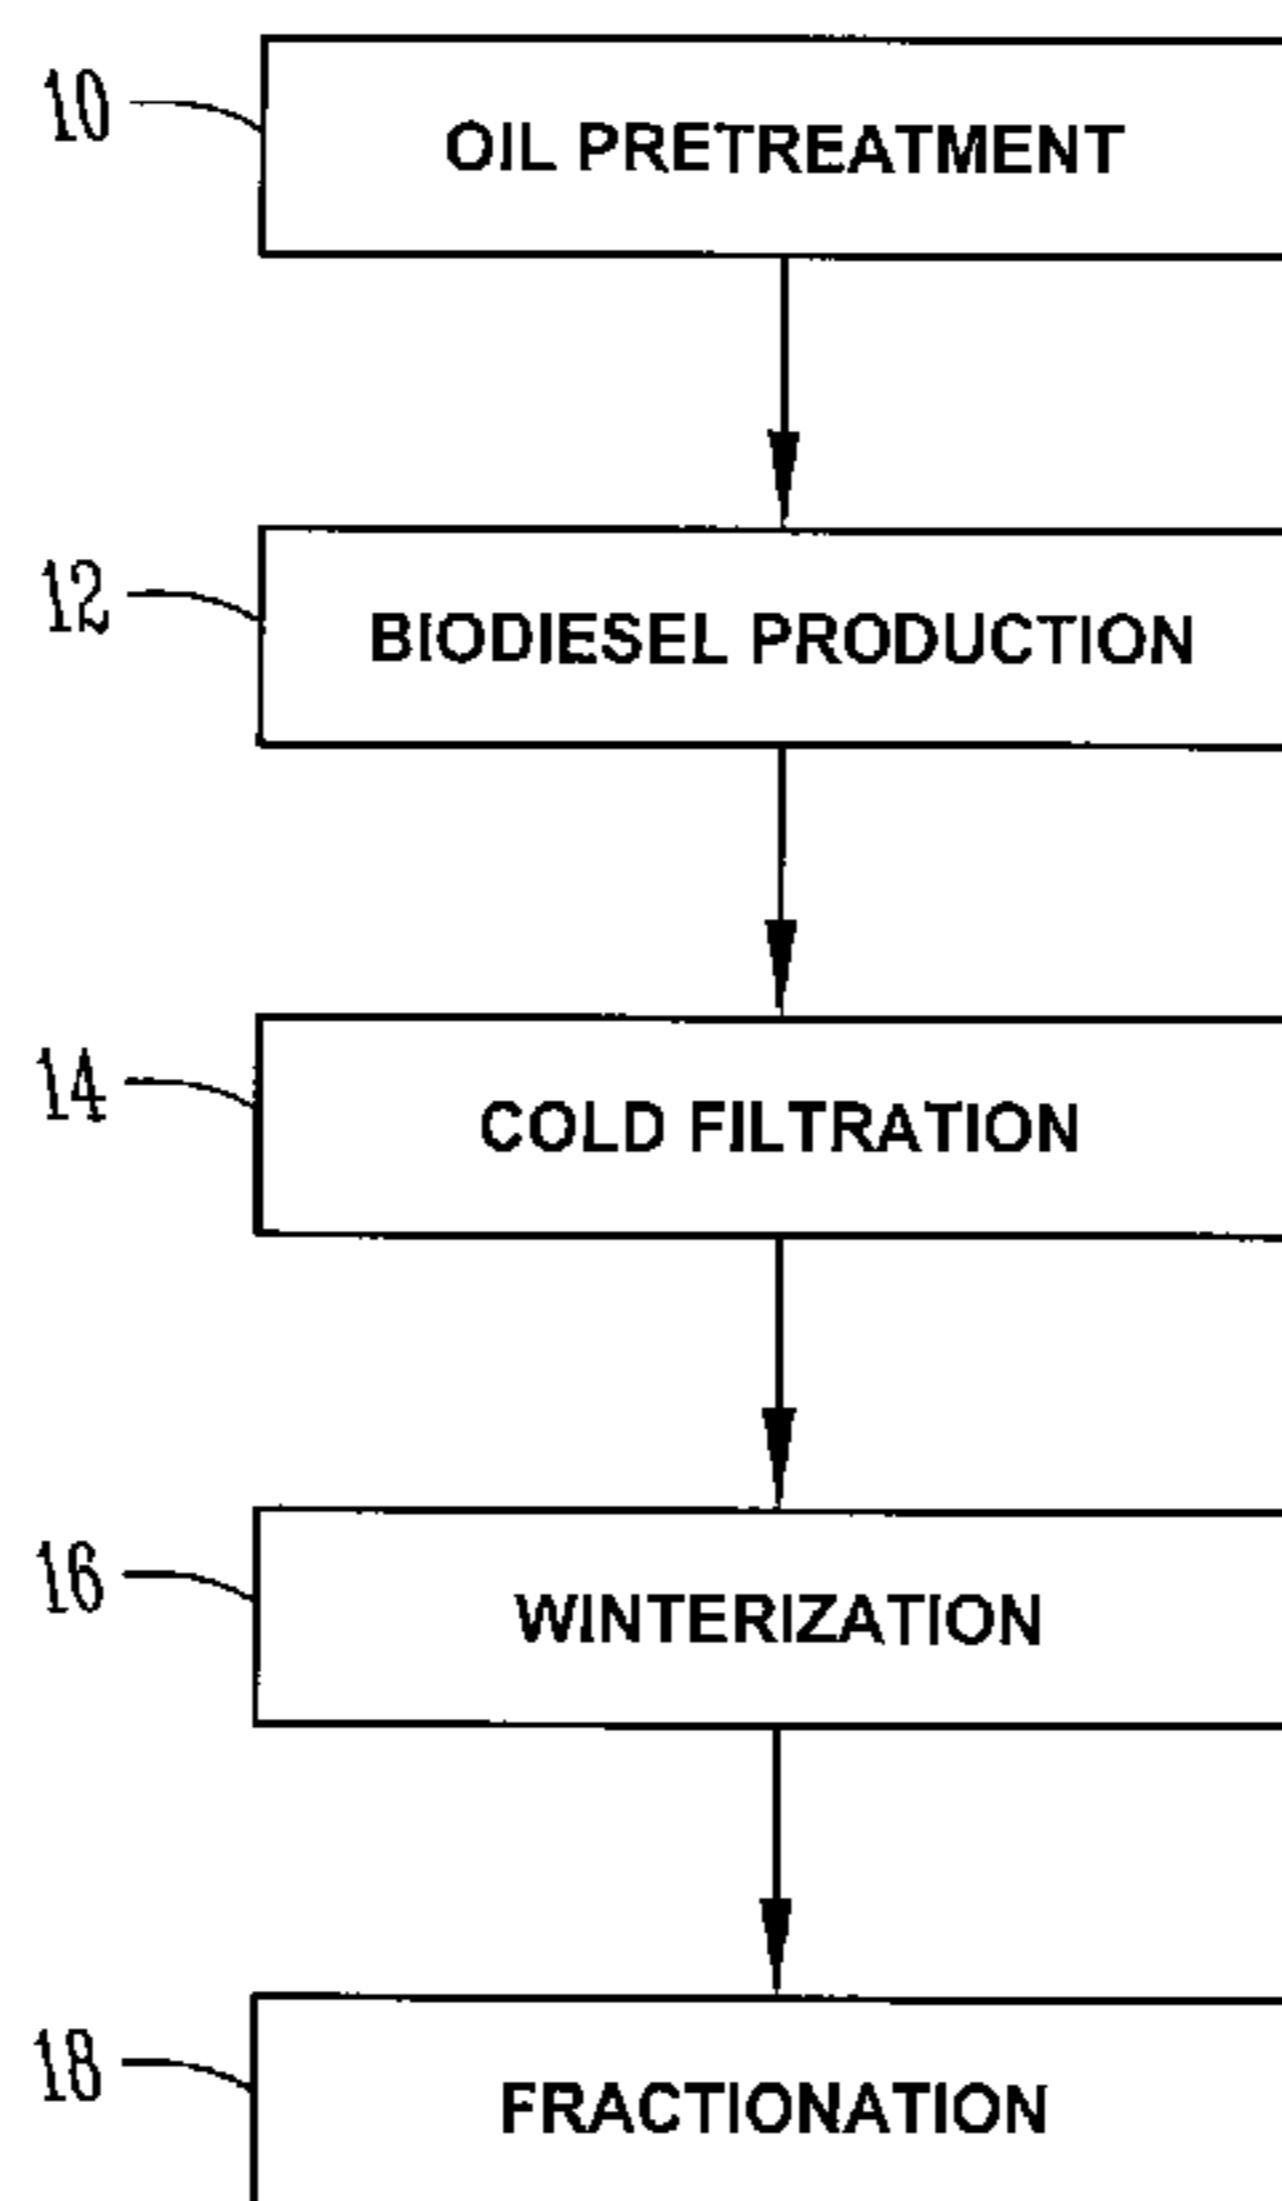 10 OIL PRETREATMENT
12 BIODIESEL PRODUCTION
14 COLD FILTRATION
16 WINTERIZATION
18 FRACTIONATION